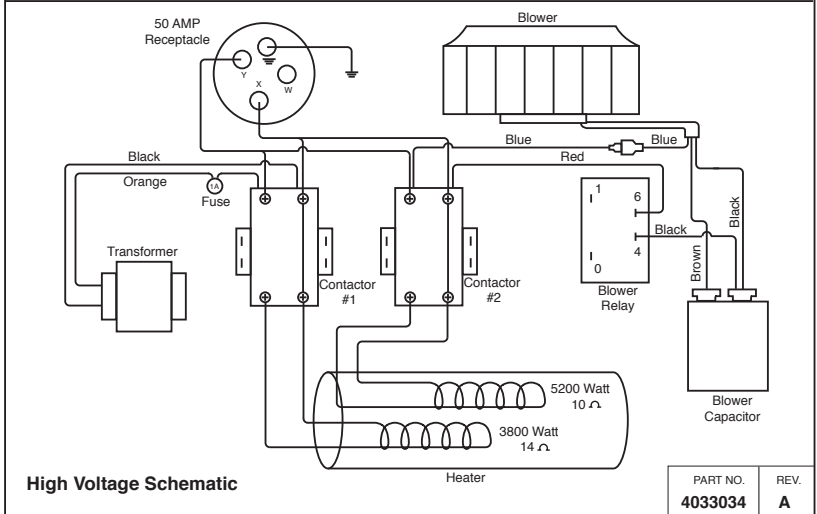 50 AMP
Receptacle
Y
X
W
Blower
Blue
Blue
Red
Black
Orange
1A
Fuse
Transformer
Contactor
#1
Contactor
#2
1
6
4
0
Black
Blower
Relay
Brown
Black
Blower
Capacitor
5200 Watt
10 Ω
3800 Watt
14 Ω
Heater
High Voltage Schematic
PART NO.
REV.
4033034
A